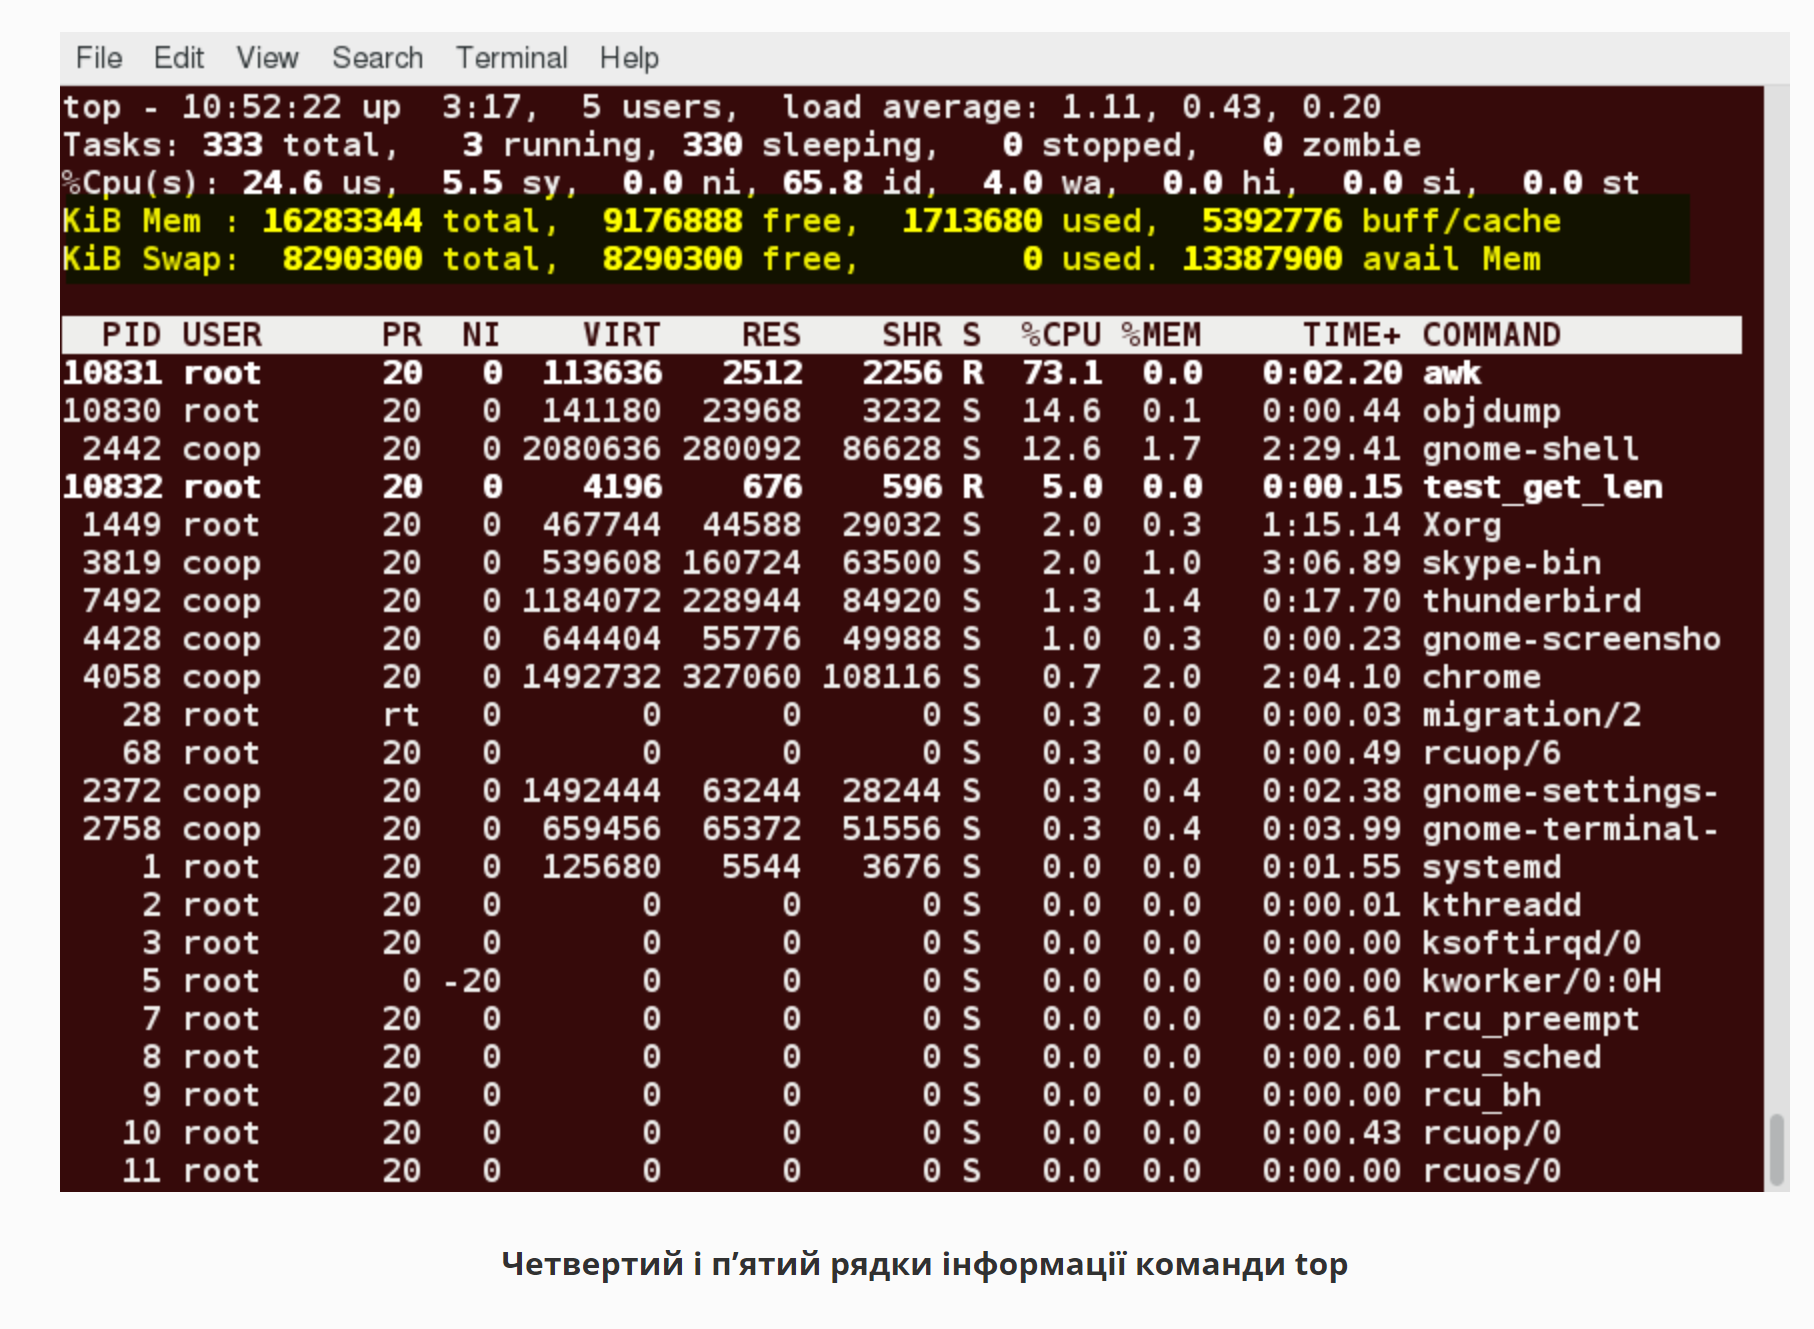 File Edit View Search Terminal Help
top - 10:52:22 up  3:17,  5 users,  load average: 1.11, 0.43, 0.20
Tasks: 333 total,   3 running, 330 sleeping,   0 stopped,   0 zombie
%Cpu(s): 24.6 us,  5.5 sy,  0.0 ni, 65.8 id,  4.0 wa,  0.0 hi,  0.0 si,  0.0 st
KiB Mem : 16283344 total,  9176888 free,  1713680 used,  5392776 buff/cache
KiB Swap:  8290300 total,  8290300 free,        0 used. 13387900 avail Mem
PID USER PR NI VIRT RES SHR S %CPU %MEM TIME+ COMMAND
10831 root 20 0 113636 2512 2256 R 73.1 0.0 0:02.20 awk
10830 root 20 0 141180 23968 3232 S 14.6 0.1 0:00.44 objdump
2442 coop 20 0 2080636 280092 86628 S 12.6 1.7 2:29.41 gnome-shell
10832 root 20 0 4196 676 596 R 5.0 0.0 0:00.15 test_get_len
1449 root 20 0 467744 44588 29032 S 2.0 0.3 1:15.14 Xorg
3819 coop 20 0 539608 160724 63500 S 2.0 1.0 3:06.89 skype-bin
7492 coop 20 0 1184072 228944 84920 S 1.3 1.4 0:17.70 thunderbird
4428 coop 20 0 644404 55776 49988 S 1.0 0.3 0:00.23 gnome-screensho
4058 coop 20 0 1492732 327060 108116 S 0.7 2.0 2:04.10 chrome
28 root rt 0 0 0 0 S 0.3 0.0 0:00.03 migration/2
68 root 20 0 0 0 0 S 0.3 0.0 0:00.49 rcuop/6
2372 coop 20 0 1492444 63244 28244 S 0.3 0.4 0:02.38 gnome-settings-
2758 coop 20 0 659456 65372 51556 S 0.3 0.4 0:03.99 gnome-terminal-
1 root 20 0 125680 5544 3676 S 0.0 0.0 0:01.55 systemd
2 root 20 0 0 0 0 S 0.0 0.0 0:00.01 kthreadd
3 root 20 0 0 0 0 S 0.0 0.0 0:00.00 ksoftirqd/0
5 root 0 -20 0 0 0 S 0.0 0.0 0:00.00 kworker/0:0H
7 root 20 0 0 0 0 S 0.0 0.0 0:02.61 rcu_preempt
8 root 20 0 0 0 0 S 0.0 0.0 0:00.00 rcu_sched
9 root 20 0 0 0 0 S 0.0 0.0 0:00.00 rcu_bh
10 root 20 0 0 0 0 S 0.0 0.0 0:00.43 rcuop/0
11 root 20 0 0 0 0 S 0.0 0.0 0:00.00 rcuos/0
Четвертий і п’ятий рядки інформації команди top